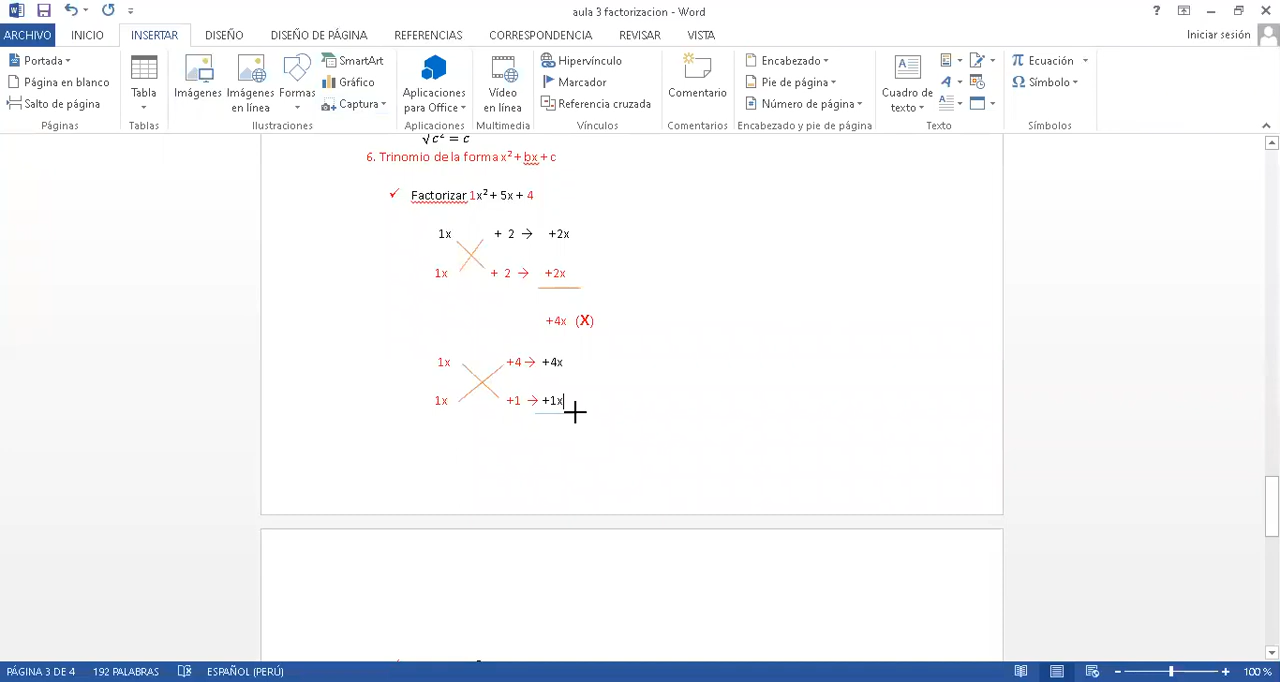 aula 3 factorizacion - Word
?
ARCHIVO INICIO INSERTAR DISEÑO DISEÑO DE PÁGINA REFERENCIAS CORRESPONDENCIA REVISAR VISTA Iniciar sesión
Portada
Página en blanco
Salto de página
Páginas
Tabla
Tablas
Imágenes
Imágenes en línea
Formas
SmartArt
Gráfico
Captura
Ilustraciones
Aplicaciones para Office
Aplicaciones
Vídeo en línea
Multimedia
Hipervínculo
Marcador
Referencia cruzada
Vínculos
Comentario
Comentarios
Encabezado
Pie de página
Número de página
Encabezado y pie de página
Cuadro de texto
Texto
Ecuación
Símbolo
Símbolos
√c² = c
6. Trinomio de la forma x² + bx + c
✓ Factorizar 1x² + 5x + 4
1x + 2 → +2x
1x + 2 → +2x
+4x (X)
1x +4 → +4x
1x +1 → +1x
PÁGINA 3 DE 4 192 PALABRAS ESPAÑOL (PERÚ) 100 %